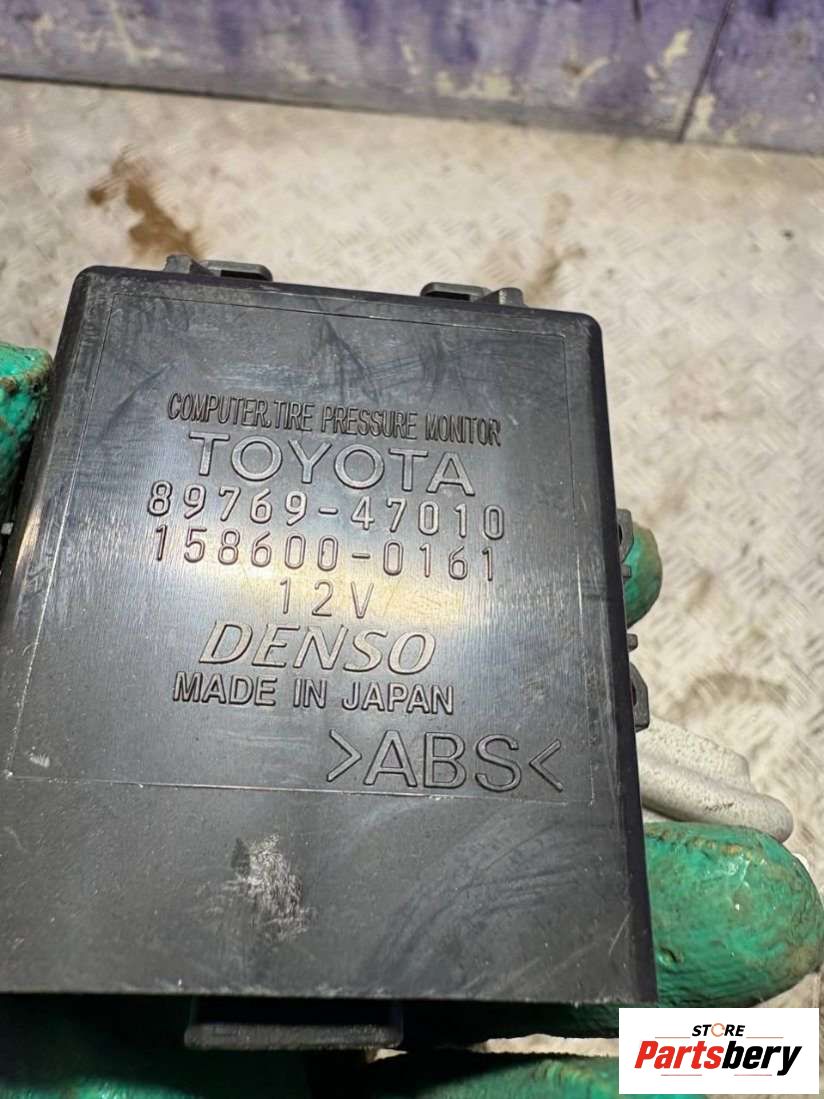 COMPUTER,TIRE PRESSURE MONITOR
TOYOTA
89769-47010
158600-0161
12V
DENSO
MADE IN JAPAN
>ABS<
STORE
Partsbery